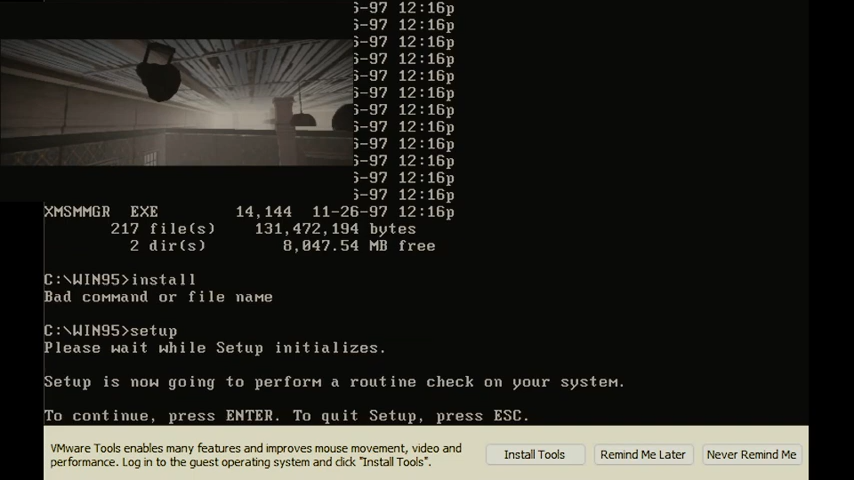 6-97 12:16p
6-97 12:16p
6-97 12:16p
6-97 12:16p
6-97 12:16p
6-97 12:16p
6-97 12:16p
6-97 12:16p
6-97 12:16p
6-97 12:16p
6-97 12:16p
6-97 12:16p
XMSMMGR EXE 14,144 11-26-97 12:16p
217 file(s) 131,472,194 bytes
2 dir(s) 8,047.54 MB free
C:\WIN95>install
Bad command or file name
C:\WIN95>setup
Please wait while Setup initializes.
Setup is now going to perform a routine check on your system.
To continue, press ENTER. To quit Setup, press ESC.
VMware Tools enables many features and improves mouse movement, video and
performance. Log in to the guest operating system and click "Install Tools".
Install Tools
Remind Me Later
Never Remind Me